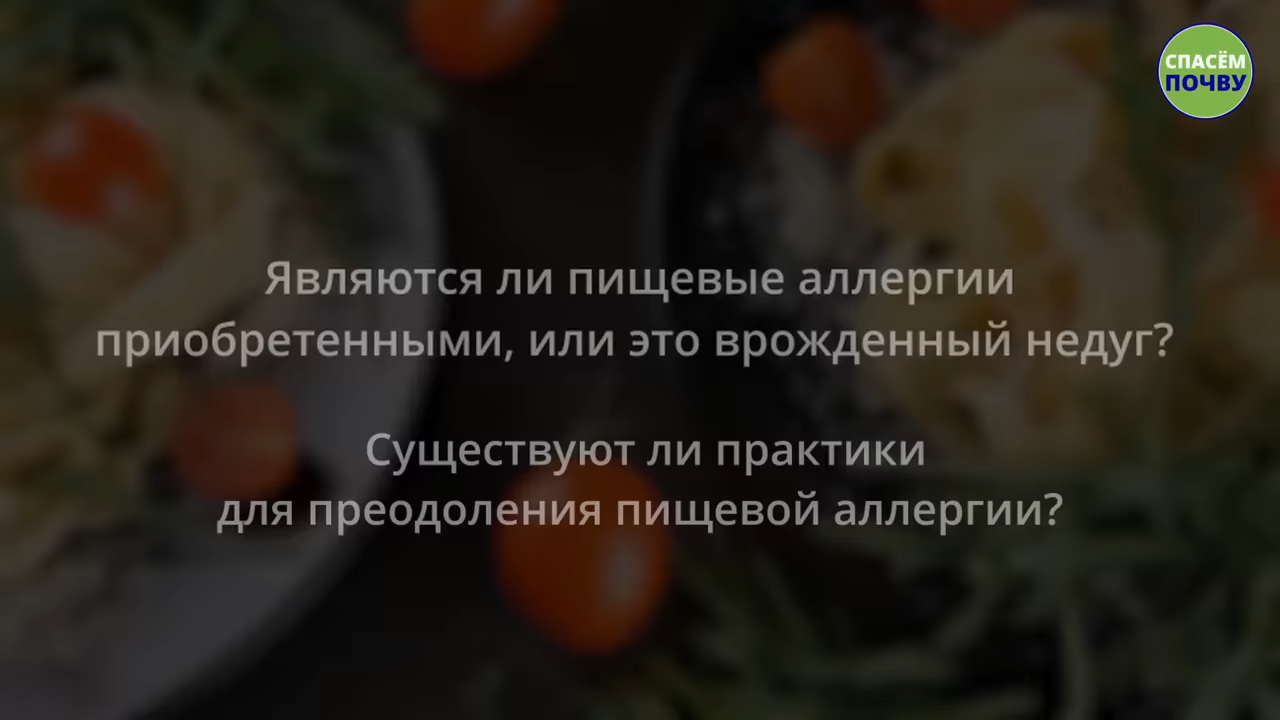 СПАСЁМ
ПОЧВУ
Являются ли пищевые аллергии
приобретенными, или это врожденный недуг?
Существуют ли практики
для преодоления пищевой аллергии?